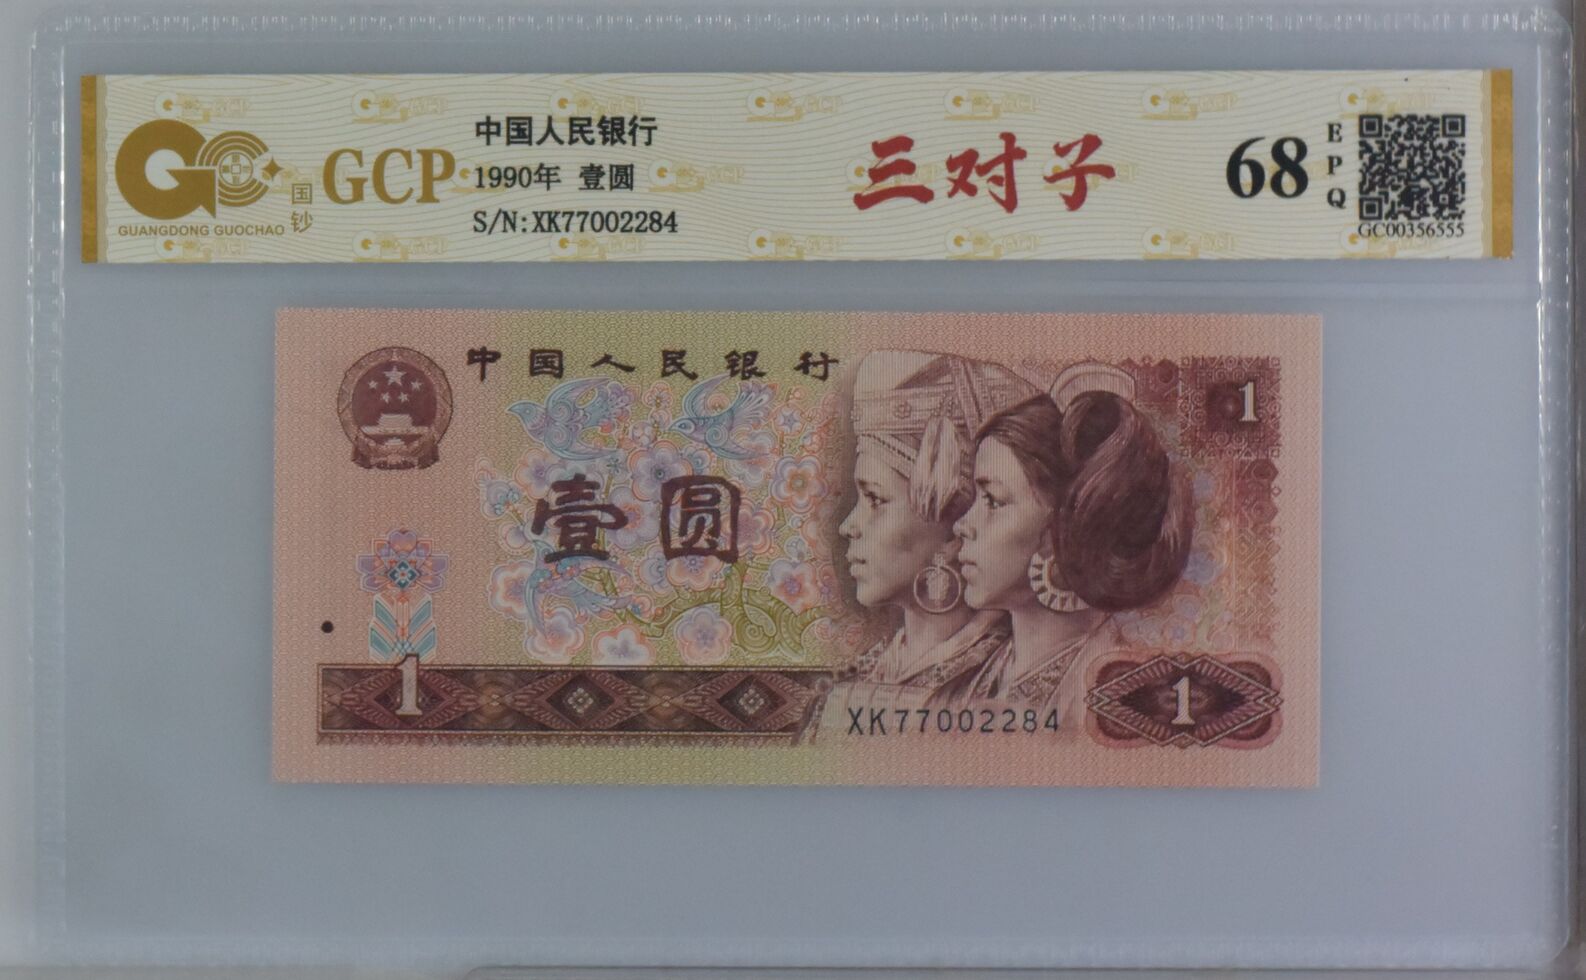 GCP
国钞
GUANGDONG GUOCHAO
中国人民银行
1990年 壹圆
S/N:XK77002284
三对子
68
EPQ
GC00356555
中国人民银行
1
壹圆
1
XK77002284
1